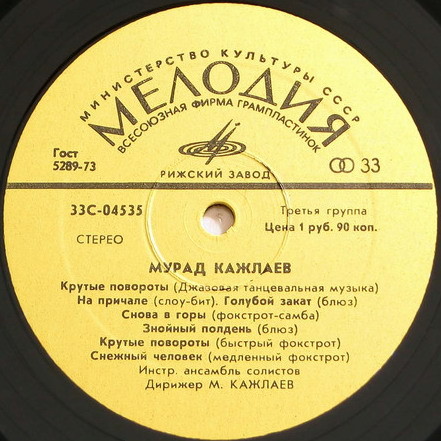 МИНИСТЕРСТВО КУЛЬТУРЫ СССР
МЕЛОДИЯ
ВСЕСОЮЗНАЯ ФИРМА ГРАМПЛАСТИНОК
Гост
5289-73
33
РИЖСКИЙ ЗАВОД
33С-04535
Третья группа
Цена 1 руб. 90 коп.
СТЕРЕО
МУРАД КАЖЛАЕВ
Крутые повороты (Джазовая танцевальная музыка)
На причале (слоу-бит). Голубой закат (блюз)
Снова в горы (фокстрот-самба)
Знойный полдень (блюз)
Крутые повороты (быстрый фокстрот)
Снежный человек (медленный фокстрот)
Инстр. ансамбль солистов
Дирижер М. КАЖЛАЕВ